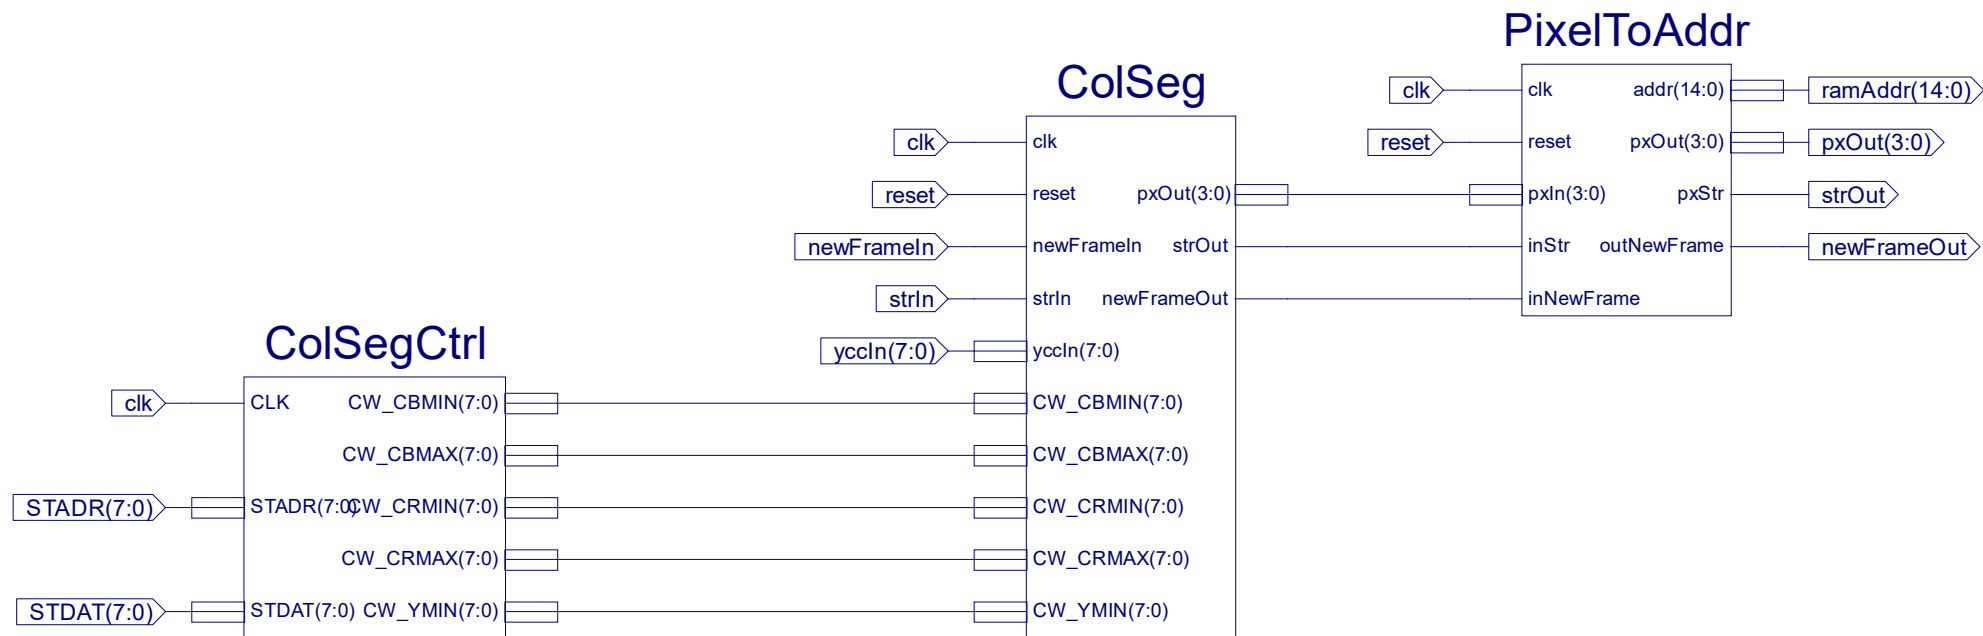 PixelToAddr
clk
clk
addr(14:0)
ramAddr(14:0)
reset
reset
pxOut(3:0)
pxOut(3:0)
pxIn(3:0)
pxStr
strOut
inStr
outNewFrame
newFrameOut
inNewFrame
ColSeg
clk
clk
reset
reset
pxOut(3:0)
newFrameIn
newFrameIn
strOut
strIn
strIn
newFrameOut
yccIn(7:0)
yccIn(7:0)
CW_CBMIN(7:0)
CW_CBMAX(7:0)
CW_CRMIN(7:0)
CW_CRMAX(7:0)
CW_YMIN(7:0)
ColSegCtrl
clk
CLK
CW_CBMIN(7:0)
CW_CBMAX(7:0)
STADR(7:0)
STADR(7:0)
CW_CRMIN(7:0)
CW_CRMAX(7:0)
STDAT(7:0)
STDAT(7:0)
CW_YMIN(7:0)